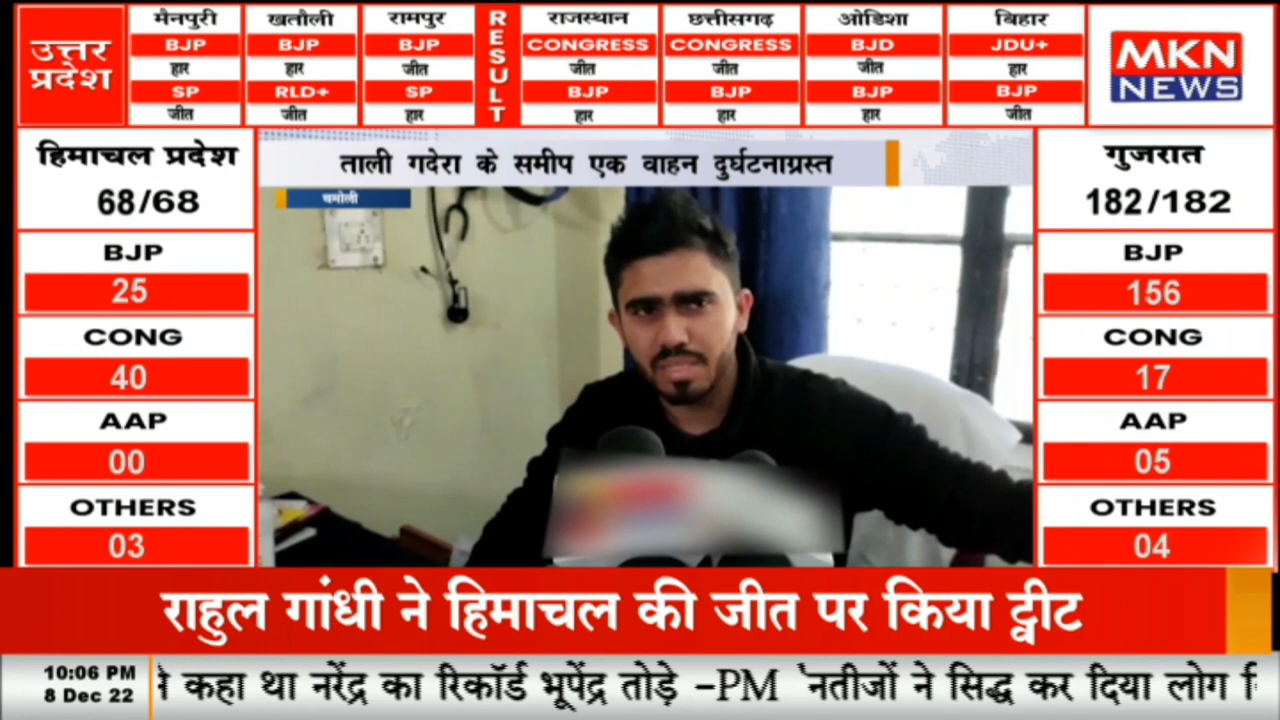 उत्तर प्रदेश
मैनपुरी
BJP
हार
SP
जीत
खतौली
BJP
हार
RLD+
जीत
रामपुर
BJP
जीत
SP
हार
RESULT
राजस्थान
CONGRESS
जीत
BJP
हार
छत्तीसगढ़
CONGRESS
जीत
BJP
हार
ओडिशा
BJD
जीत
BJP
हार
बिहार
JDU+
हार
BJP
जीत
MKN
NEWS
हिमाचल प्रदेश
68/68
BJP
25
CONG
40
AAP
00
OTHERS
03
ताली गदेरा के समीप एक वाहन दुर्घटनाग्रस्त
चमोली
गुजरात
182/182
BJP
156
CONG
17
AAP
05
OTHERS
04
राहुल गांधी ने हिमाचल की जीत पर किया ट्वीट
10:06 PM
8 Dec 22
ने कहा था नरेंद्र का रिकॉर्ड भूपेंद्र तोड़े -PM 'नतीजों ने सिद्ध कर दिया लोग